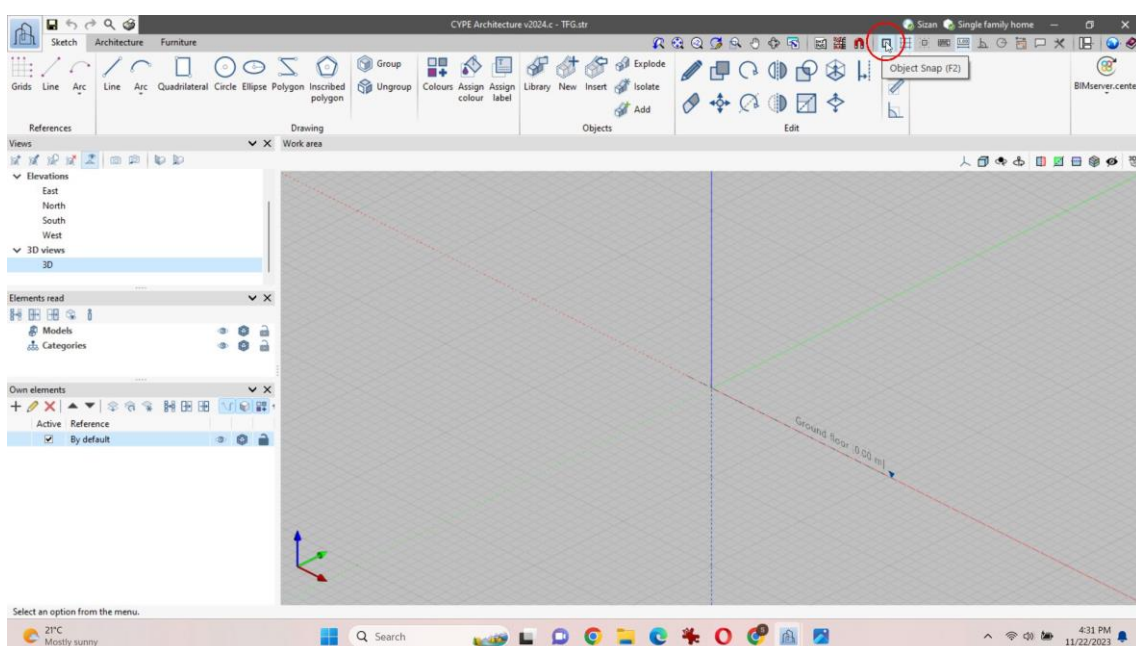 CYPE Architecture v2024.c - TFG.str
Sizan
Single family home
Sketch Architecture Furniture
Object Snap (F2)
Group
Ungroup
Explode
Isolate
Add
Grids Line Arc Line Arc Quadrilateral Circle Ellipse Polygon Inscribed polygon
Colours Assign colour Assign label Library New Insert
BIMserver.cente
References Drawing Objects Edit
Views
Work area
Elevations
East
North
South
West
3D views
3D
Elements read
Models
Categories
Own elements
Active Reference
By default
Ground floor
Select an option from the menu.
21°C
Mostly sunny
Search
4:31 PM
11/22/2023